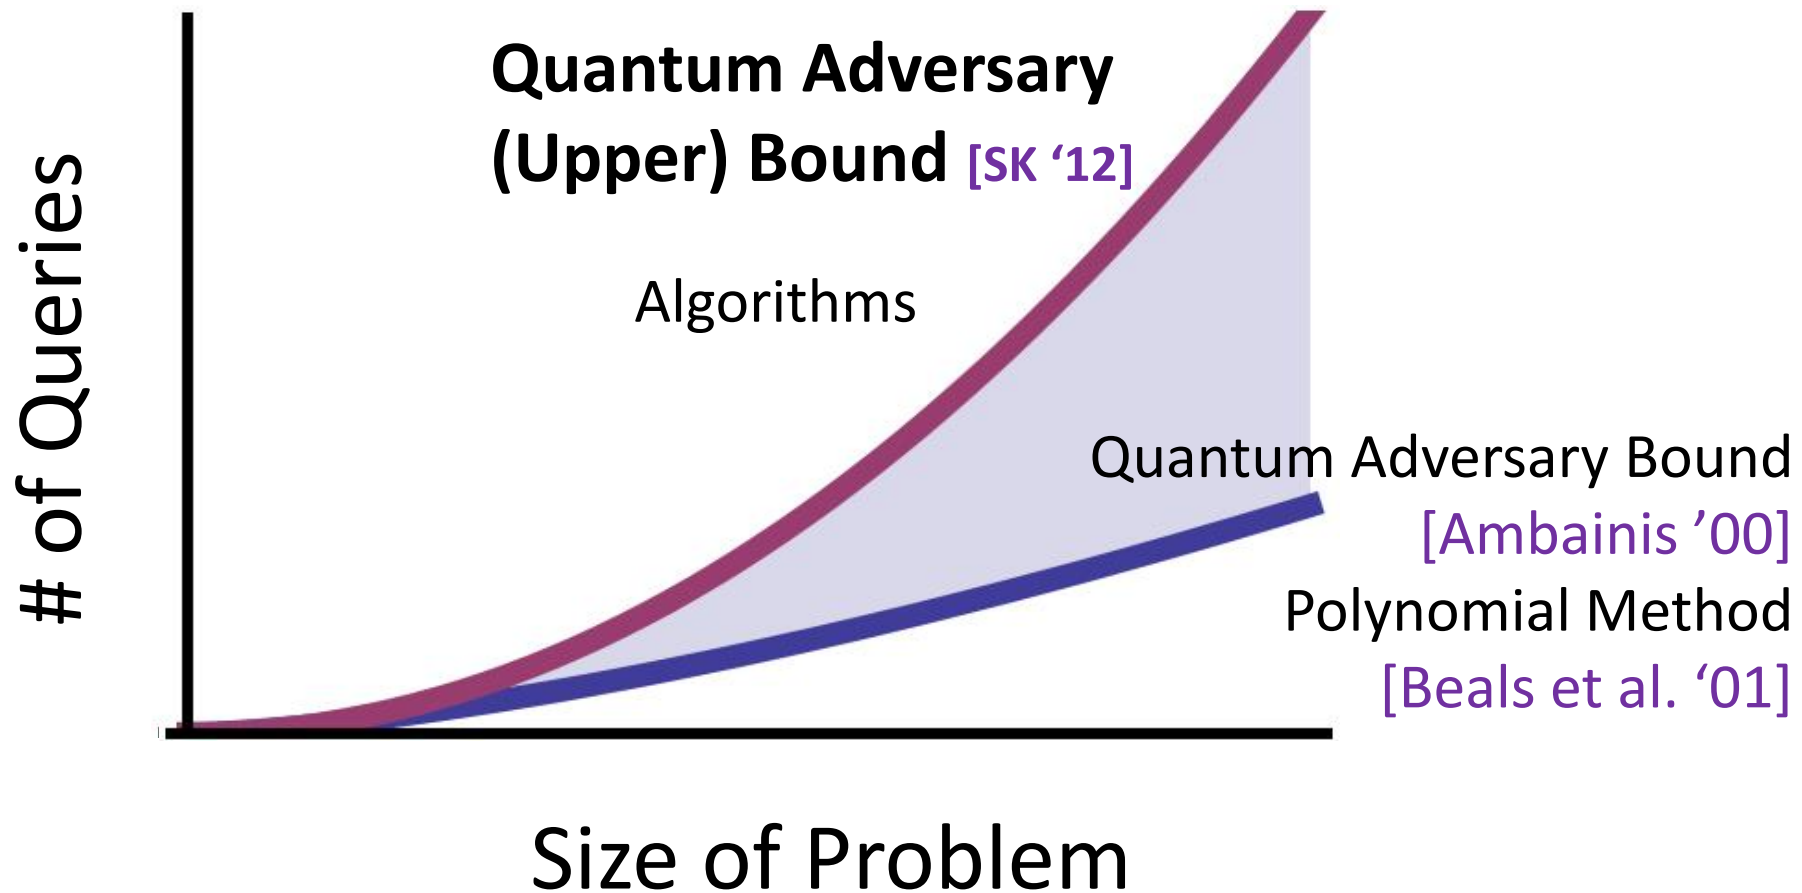 Quantum Adversary
(Upper) Bound [SK ‘12]
Algorithms
# of Queries
Quantum Adversary Bound
[Ambainis ’00]
Polynomial Method
[Beals et al. ‘01]
Size of Problem